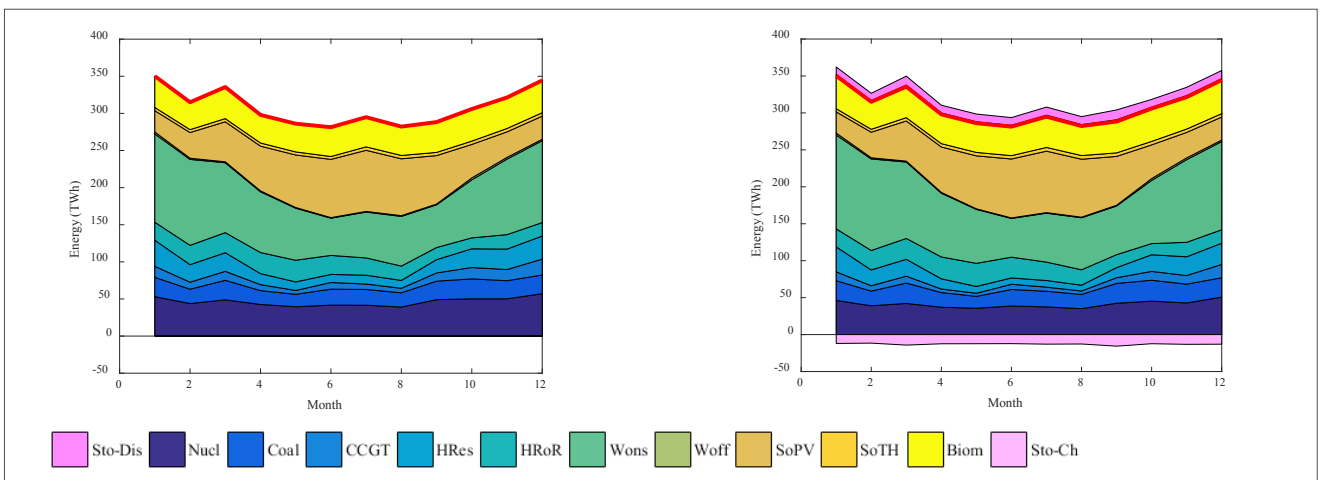 400
350
300
250
200
150
100
50
0
-50
Energy (TWh)
0 2 4 6 8 10 12
Month
400
350
300
250
200
150
100
50
0
-50
Energy (TWh)
0 2 4 6 8 10 12
Month
Sto-Dis Nucl Coal CCGT HRes HRoR Wons Woff SoPV SoTH Biom Sto-Ch